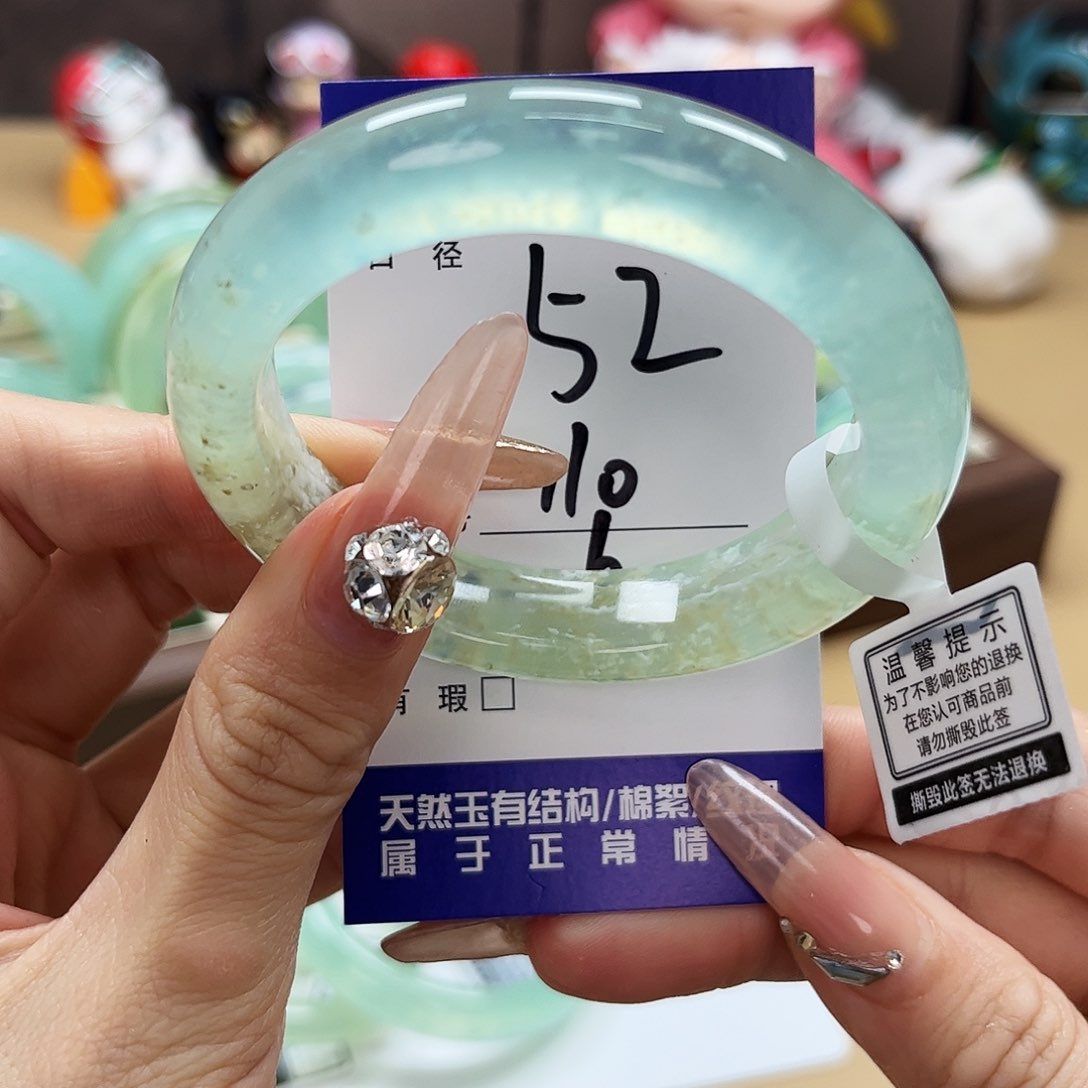 径
52
瑕
天然玉有结构/棉絮
属于正常情
温馨提示
为了不影响您的退换
在您认可商品前
请勿撕毁此签
撕毁此签无法退换